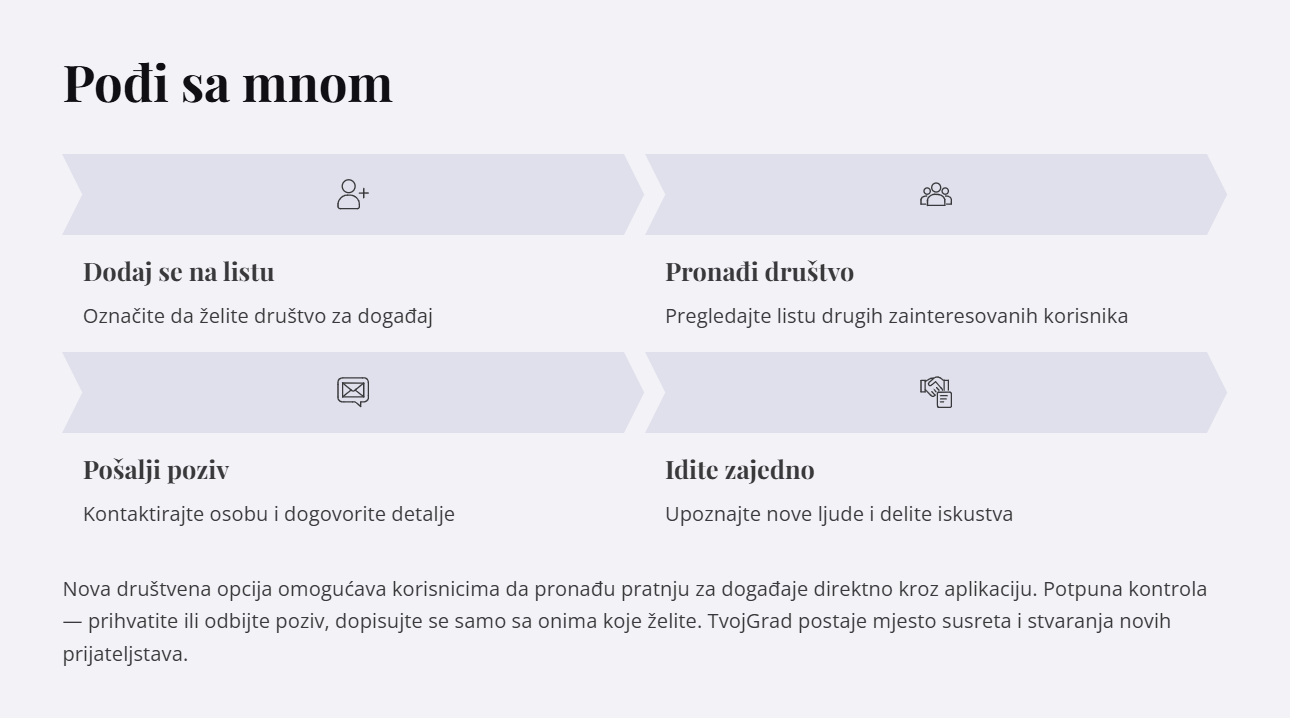 Pođi sa mnom
Dodaj se na listu
Označite da želite društvo za događaj
Pronađi društvo
Pregledajte listu drugih zainteresovanih korisnika
Pošalji poziv
Kontaktirajte osobu i dogovorite detalje
Idite zajedno
Upoznajte nove ljude i delite iskustva
Nova društvena opcija omogućava korisnicima da pronađu pratnju za događaje direktno kroz aplikaciju. Potpuna kontrola
— prihvatite ili odbijte poziv, dopisujte se samo sa onima koje želite. TvojGrad postaje mjesto susreta i stvaranja novih
prijateljstava.